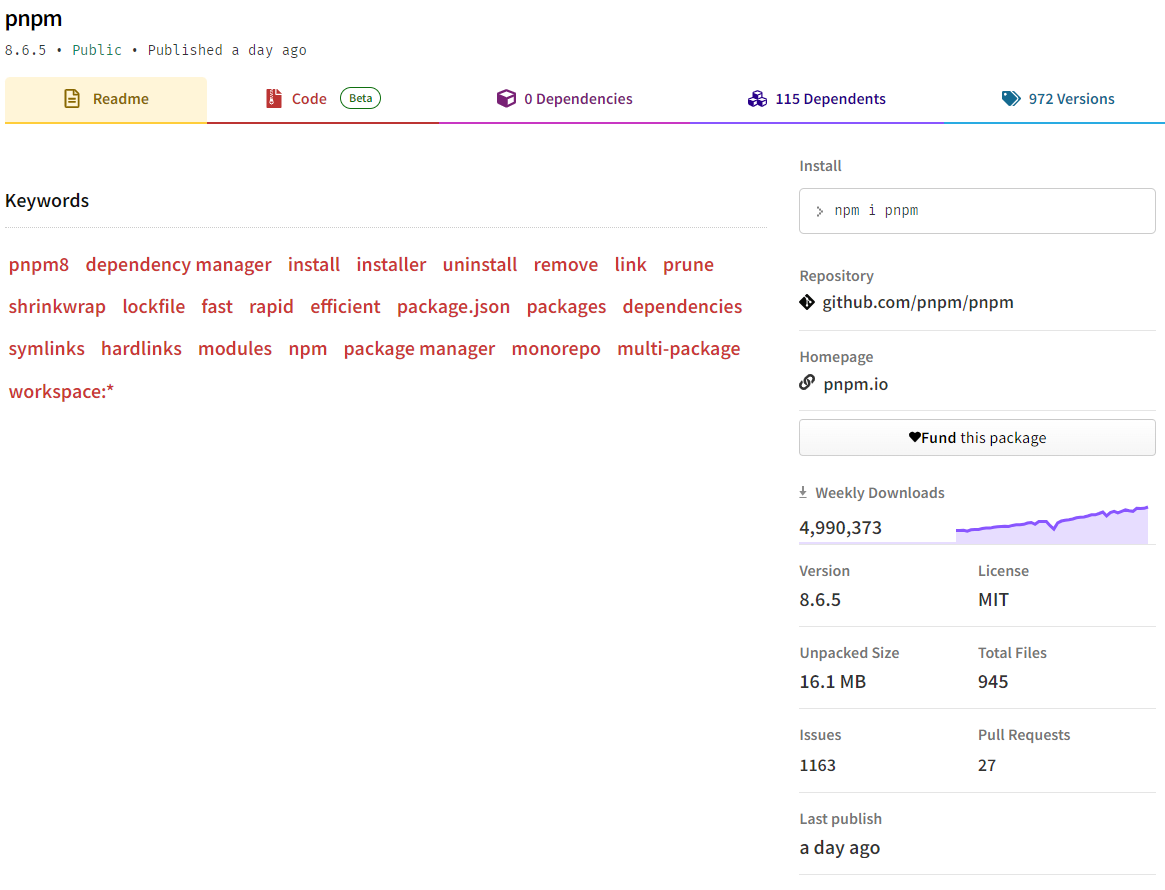 pnpm
8.6.5 • Public • Published a day ago
Readme
Code Beta
0 Dependencies
115 Dependents
972 Versions
Keywords
pnpm8 dependency manager install installer uninstall remove link prune
shrinkwrap lockfile fast rapid efficient package.json packages dependencies
symlinks hardlinks modules npm package manager monorepo multi-package
workspace:*
Install
> npm i pnpm
Repository
github.com/pnpm/pnpm
Homepage
pnpm.io
Fund this package
Weekly Downloads
4,990,373
Version
8.6.5
License
MIT
Unpacked Size
16.1 MB
Total Files
945
Issues
1163
Pull Requests
27
Last publish
a day ago